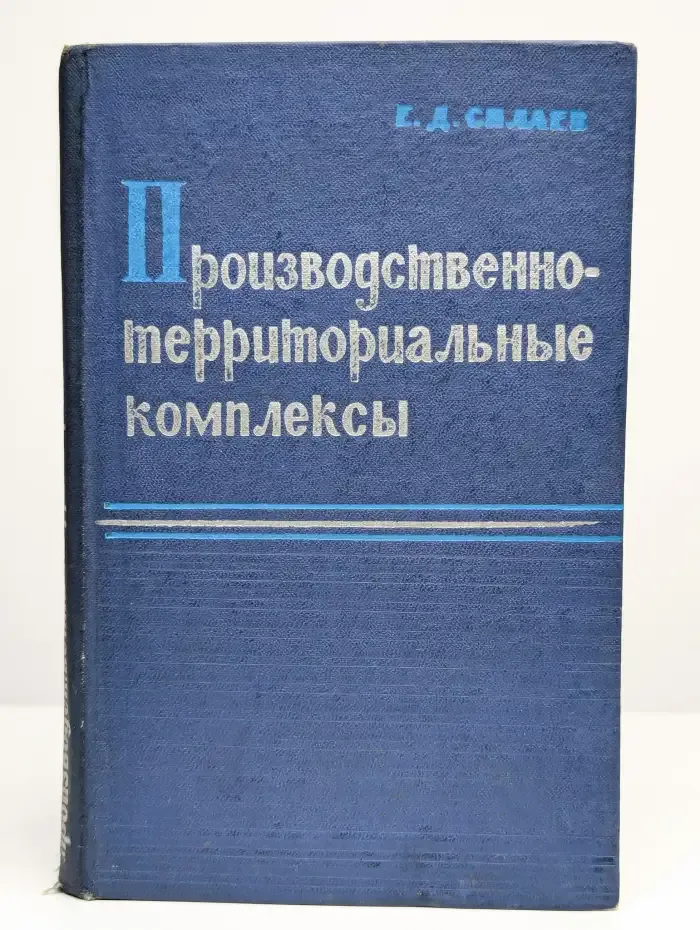 Е. Д. СИЛАЕВ
Производственно-
территориальные
комплексы